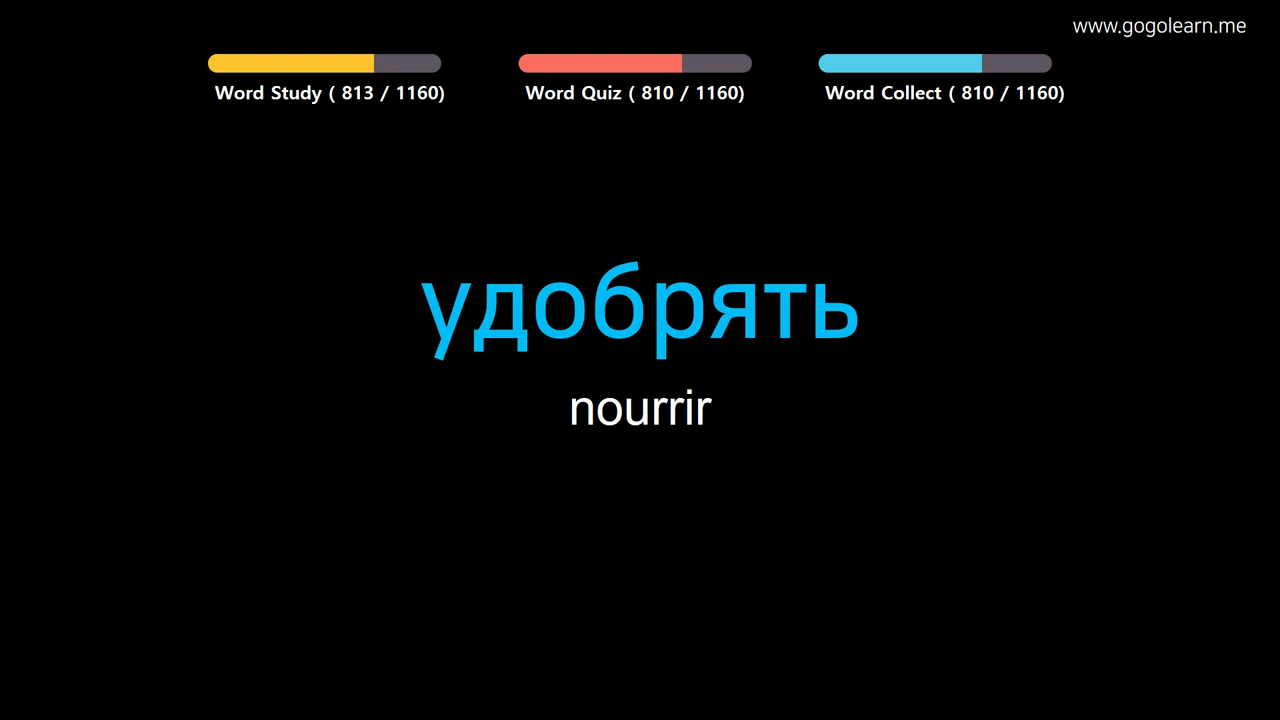 www.gogolearn.me
Word Study ( 813 / 1160)
Word Quiz ( 810 / 1160)
Word Collect ( 810 / 1160)
удобрять
nourrir